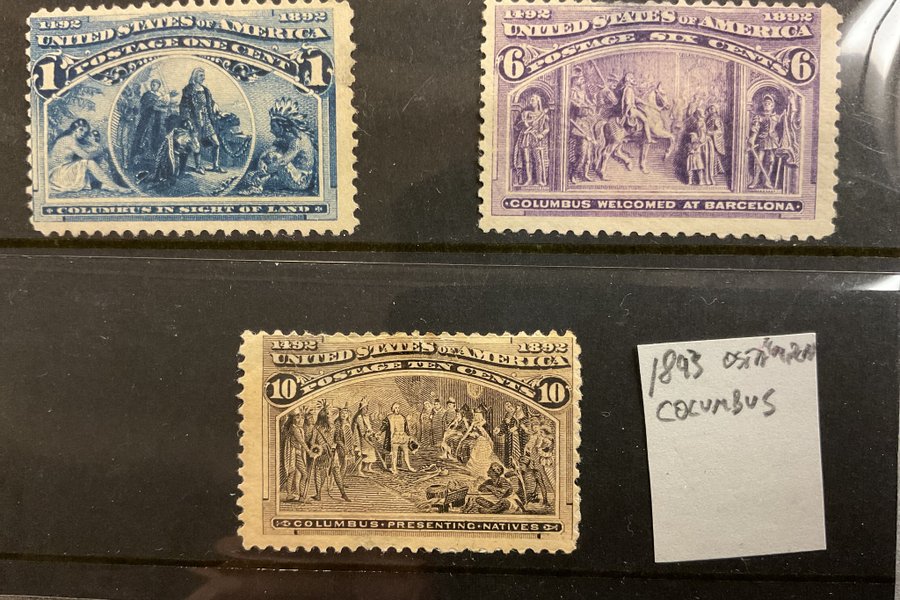 1492 1892
UNITED STATES OF AMERICA
POSTAGE ONE CENT
1 1
COLUMBUS IN SIGHT OF LAND
1492 1892
UNITED STATES OF AMERICA
POSTAGE SIX CENTS
6 6
·COLUMBUS WELCOMED AT BARCELONA·
1492 1892
UNITED STATES OF AMERICA
POSTAGE TEN CENTS
10 10
COLUMBUS·PRESENTING·NATIVES
1893
COLUMBUS